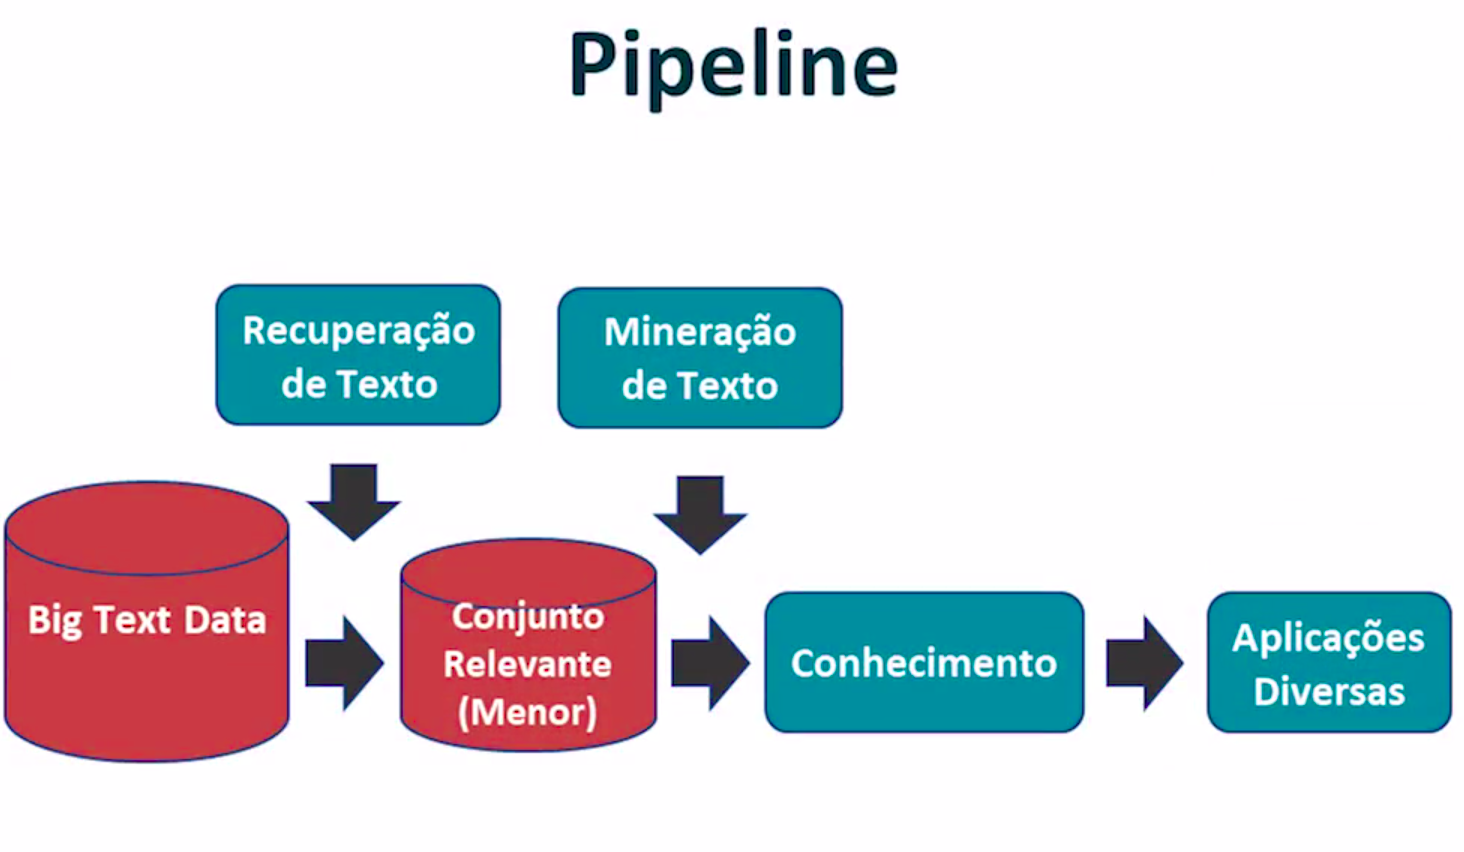 Pipeline
Recuperação
de Texto
Mineração
de Texto
Big Text Data
Conjunto
Relevante
(Menor)
Conhecimento
Aplicações
Diversas